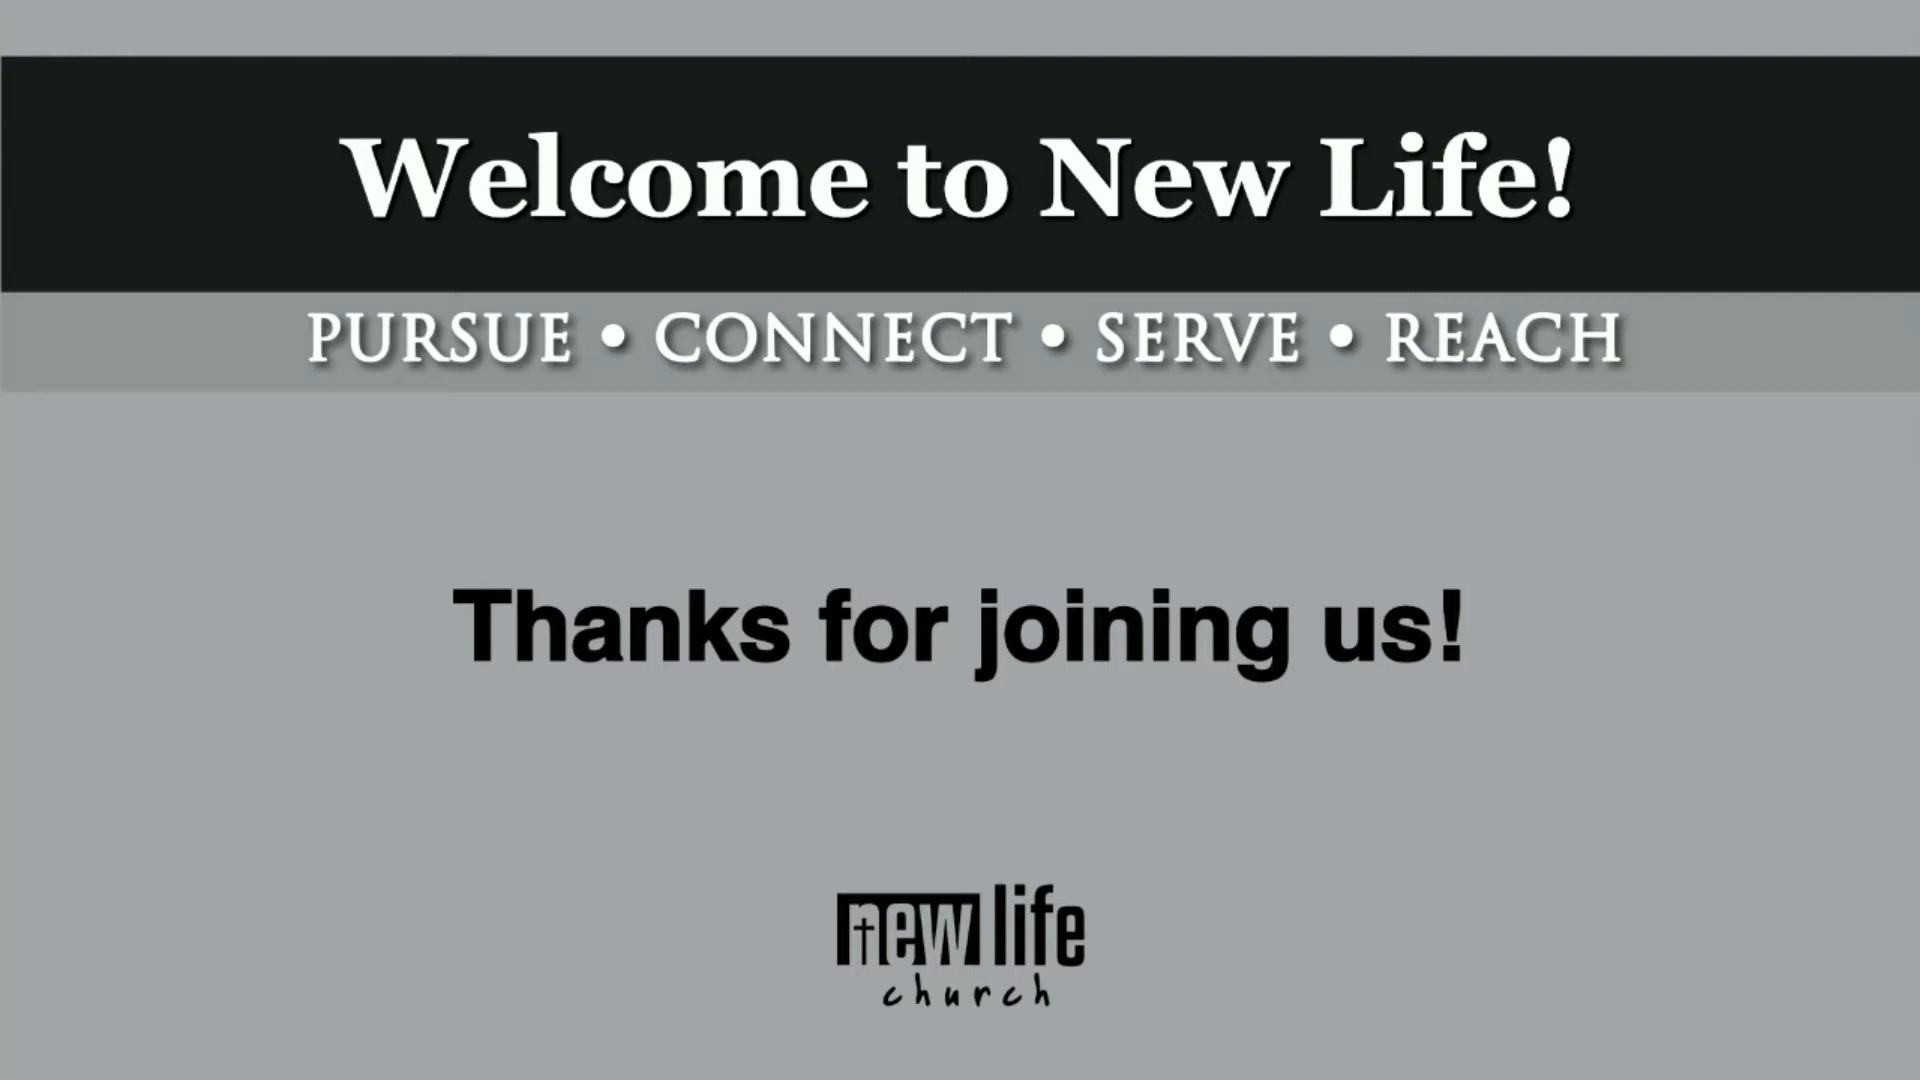 Welcome to New Life!
PURSUE • CONNECT • SERVE • REACH
Thanks for joining us!
new life
church